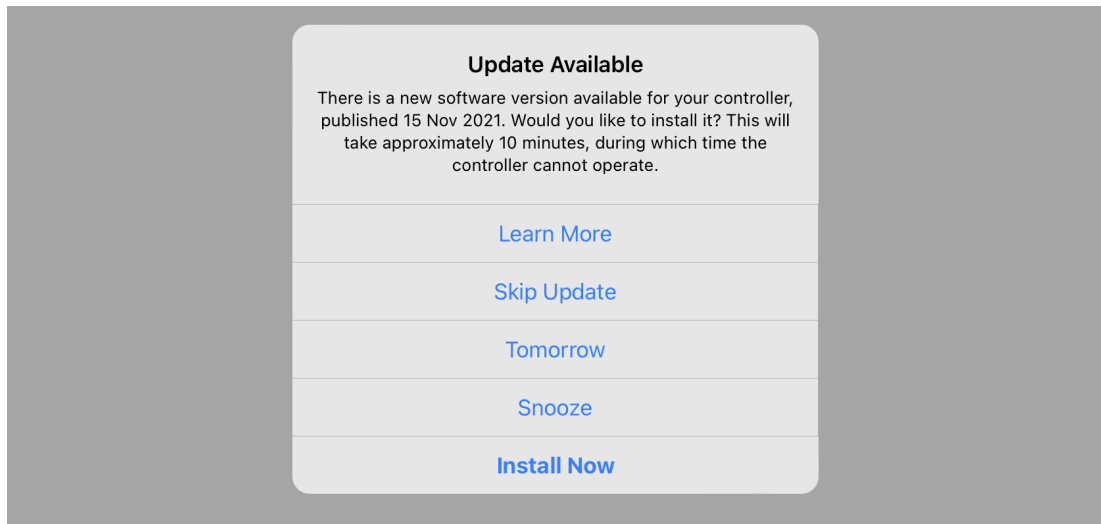 Update Available
There is a new software version available for your controller,
published 15 Nov 2021. Would you like to install it? This will
take approximately 10 minutes, during which time the
controller cannot operate.
Learn More
Skip Update
Tomorrow
Snooze
Install Now